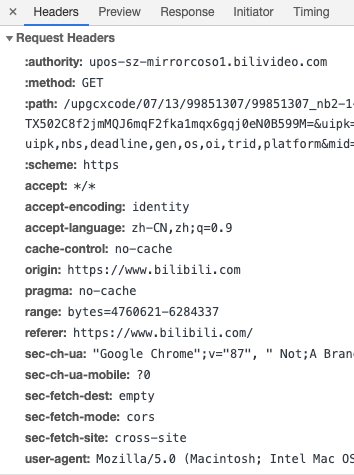 × Headers Preview Response Initiator Timing
▼Request Headers
:authority: upos-sz-mirrorcoso1.bilivideo.com
:method: GET
:path: /upgcxcode/07/13/99851307/99851307_nb2-1-
TX502C8f2jmMQJ6mqF2fka1mqx6gqj0eN0B599M=&uipk=
uipk,nbs,deadline,gen,os,oi,trid,platform&mid=
:scheme: https
accept: */*
accept-encoding: identity
accept-language: zh-CN,zh;q=0.9
cache-control: no-cache
origin: https://www.bilibili.com
pragma: no-cache
range: bytes=4760621-6284337
referer: https://www.bilibili.com/
sec-ch-ua: "Google Chrome";v="87", " Not;A Bran
sec-ch-ua-mobile: ?0
sec-fetch-dest: empty
sec-fetch-mode: cors
sec-fetch-site: cross-site
user-agent: Mozilla/5.0 (Macintosh; Intel Mac OS